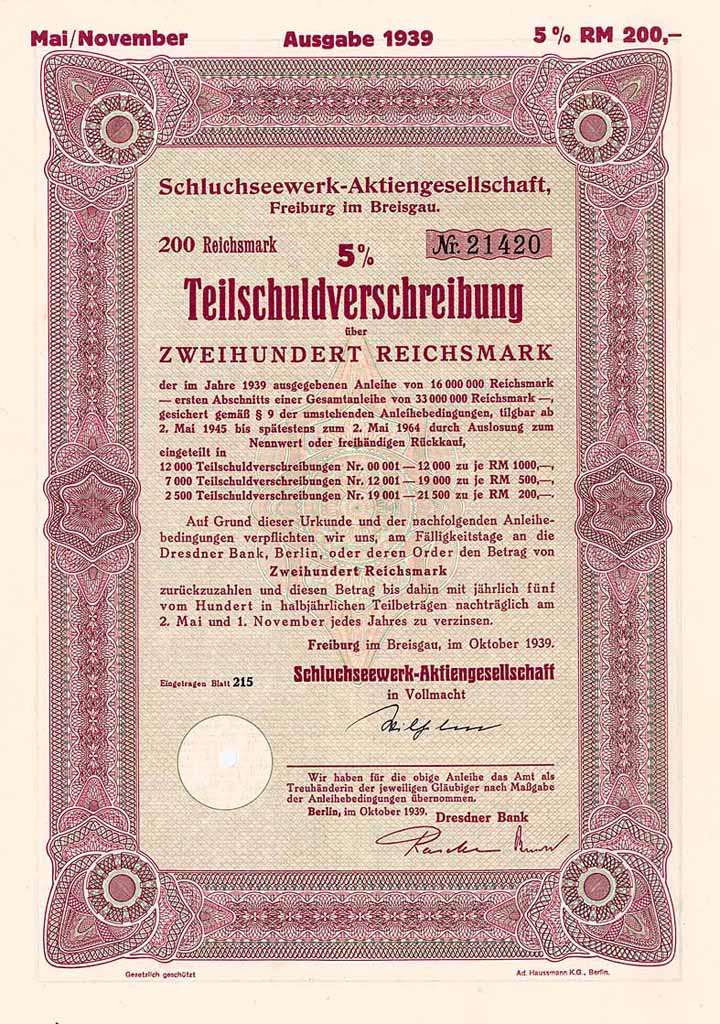 Mai/November Ausgabe 1939 5% RM 200,–
Schluchseewerk-Aktiengesellschaft,
Freiburg im Breisgau.
200 Reichsmark 5% Nr. 21420
Teilschuldverschreibung
über
ZWEIHUNDERT REICHSMARK
der im Jahre 1939 ausgegebenen Anleihe von 16 000 000 Reichsmark
— ersten Abschnitts einer Gesamtanleihe von 33 000 000 Reichsmark —,
gesichert gemäß § 9 der umstehenden Anleihebedingungen, tilgbar ab
2. Mai 1945 bis spätestens zum 2. Mai 1964 durch Auslosung zum
Nennwert oder freihändigen Rückkauf,
eingeteilt in
12 000 Teilschuldverschreibungen Nr. 00 001 — 12 000 zu je RM 1000,—,
7 000 Teilschuldverschreibungen Nr. 12 001 — 19 000 zu je RM 500,—,
2 500 Teilschuldverschreibungen Nr. 19 001 — 21 500 zu je RM 200,—.
Auf Grund dieser Urkunde und der nachfolgenden Anleihe-
bedingungen verpflichten wir uns, am Fälligkeitstage an die
Dresdner Bank, Berlin, oder deren Order den Betrag von
Zweihundert Reichsmark
zurückzuzahlen und diesen Betrag bis dahin mit jährlich fünf
vom Hundert in halbjährlichen Teilbeträgen nachträglich am
2. Mai und 1. November jedes Jahres zu verzinsen.
Freiburg im Breisgau, im Oktober 1939.
Eingetragen Blatt 215
Schluchseewerk-Aktiengesellschaft
in Vollmacht
Wir haben für die obige Anleihe das Amt als
Treuhänderin der jeweiligen Gläubiger nach Maßgabe
der Anleihebedingungen übernommen.
Berlin, im Oktober 1939.
Dresdner Bank
Gesetzlich geschützt Ad. Haussmann K.G., Berlin.